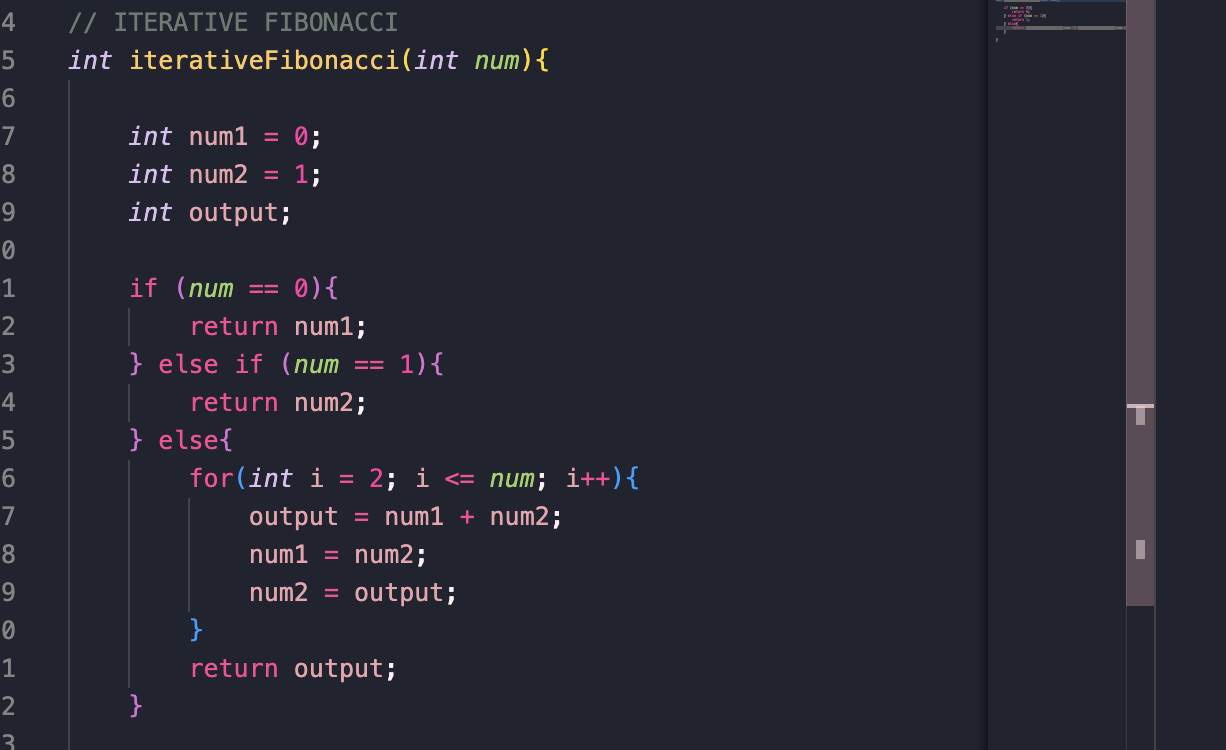 4 // ITERATIVE FIBONACCI
5 int iterativeFibonacci(int num){
6
7 int num1 = 0;
8 int num2 = 1;
9 int output;
0
1 if (num == 0){
2 return num1;
3 } else if (num == 1){
4 return num2;
5 } else{
6 for(int i = 2; i <= num; i++){
7 output = num1 + num2;
8 num1 = num2;
9 num2 = output;
0 }
1 return output;
2 }
3